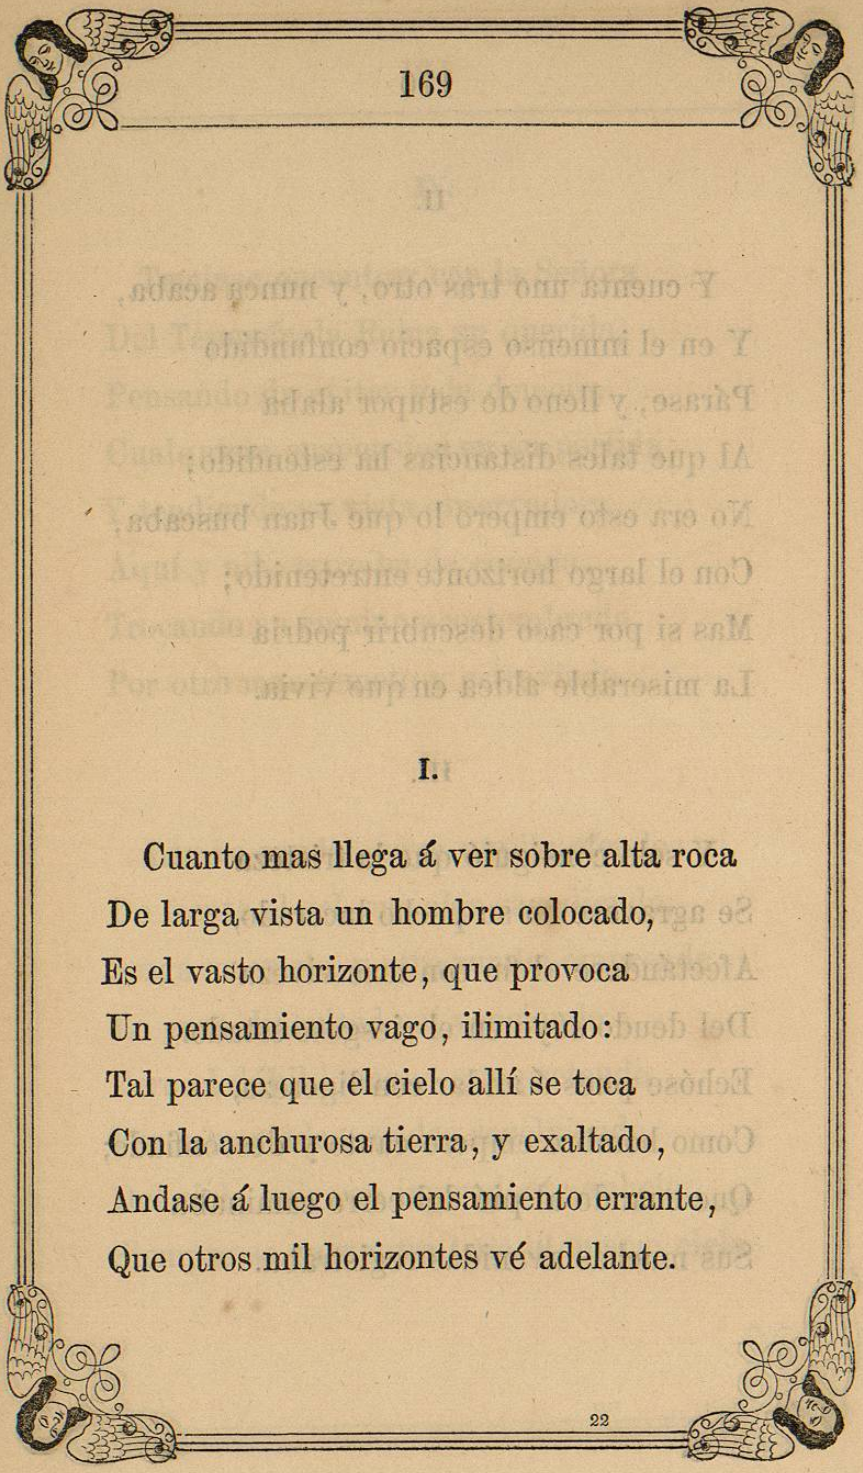 169
I.
Cuanto mas llega á ver sobre alta roca
De larga vista un hombre colocado,
Es el vasto horizonte, que provoca
Un pensamiento vago, ilimitado:
Tal parece que el cielo allí se toca
Con la anchurosa tierra, y exaltado,
Andase á luego el pensamiento errante,
Que otros mil horizontes vé adelante.
22